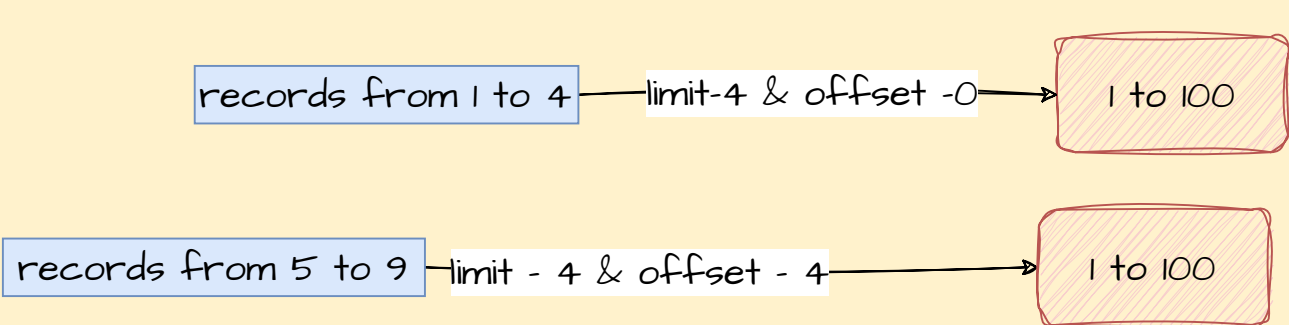 records from 1 to 4
limit-4 & offset -0
1 to 100
records from 5 to 9
limit - 4 & offset - 4
1 to 100